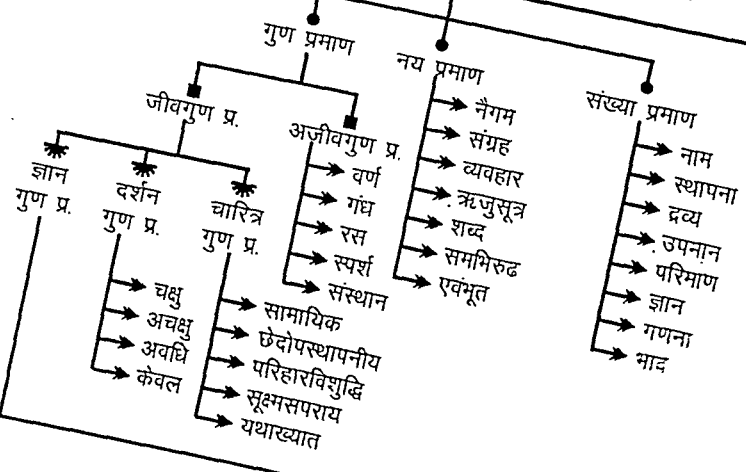 गुण प्रमाण
नय प्रमाण
संख्या प्रमाण
जीवगुण प्र.
अजीवगुण प्र.
ज्ञान
गुण प्र.
दर्शन
गुण प्र.
चारित्र
गुण प्र.
चक्षु
अचक्षु
अवधि
केवल
सामायिक
छेदोपस्थापनीय
परिहारविशुद्धि
सूक्ष्मसपराय
यथाख्यात
वर्ण
गंध
रस
स्पर्श
संस्थान
नैगम
संग्रह
व्यवहार
ऋजुसूत्र
शब्द
समभिरुढ
एवंभूत
नाम
स्थापना
द्रव्य
उपनान
परिमाण
ज्ञान
गणना
भाद